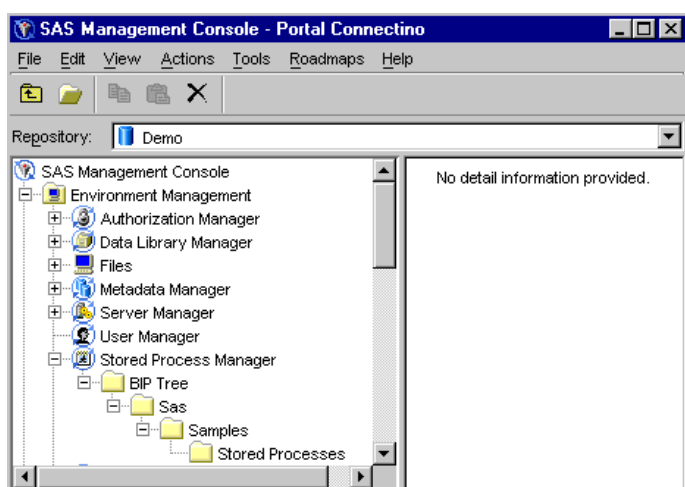 SAS Management Console - Portal Connectino
File Edit View Actions Tools Roadmaps Help
Repository: Demo
SAS Management Console
Environment Management
Authorization Manager
Data Library Manager
Files
Metadata Manager
Server Manager
User Manager
Stored Process Manager
BIP Tree
Sas
Samples
Stored Processes
No detail information provided.